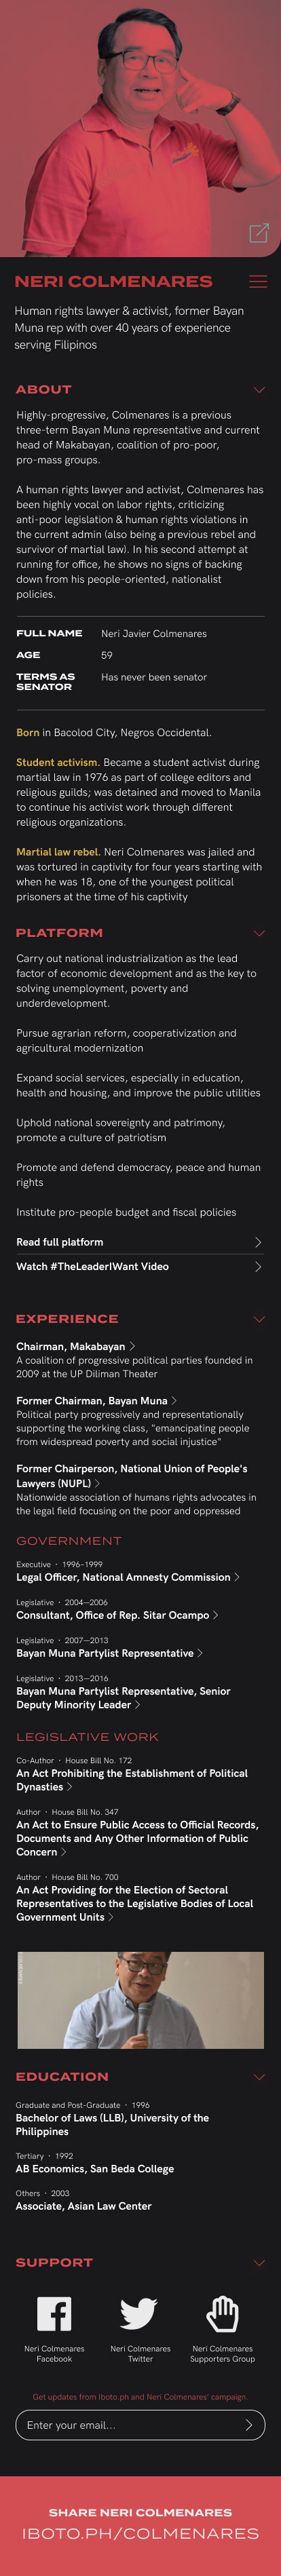 NERI COLMENARES
Human rights lawyer & activist, former Bayan
Muna rep with over 40 years of experience
serving Filipinos
ABOUT
Highly-progressive, Colmenares is a previous
three-term Bayan Muna representative and current
head of Makabayan, coalition of pro-poor,
pro-mass groups.
A human rights lawyer and activist, Colmenares has
been highly vocal on labor rights, criticizing
anti-poor legislation & human rights violations in
the current admin (also being a previous rebel and
survivor of martial law). In his second attempt at
running for office, he shows no signs of backing
down from his people-oriented, nationalist
policies.
FULL NAME Neri Javier Colmenares
AGE 59
TERMS AS Has never been senator
SENATOR
Born in Bacolod City, Negros Occidental.
Student activism. Became a student activist during
martial law in 1976 as part of college editors and
religious guilds; was detained and moved to Manila
to continue his activist work through different
religious organizations.
Martial law rebel. Neri Colmenares was jailed and
was tortured in captivity for four years starting with
when he was 18, one of the youngest political
prisoners at the time of his captivity
PLATFORM
Carry out national industrialization as the lead
factor of economic development and as the key to
solving unemployment, poverty and
underdevelopment.
Pursue agrarian reform, cooperativization and
agricultural modernization
Expand social services, especially in education,
health and housing, and improve the public utilities
Uphold national sovereignty and patrimony,
promote a culture of patriotism
Promote and defend democracy, peace and human
rights
Institute pro-people budget and fiscal policies
Read full platform
Watch #TheLeaderIWant Video
EXPERIENCE
Chairman, Makabayan
A coalition of progressive political parties founded in
2009 at the UP Diliman Theater
Former Chairman, Bayan Muna
Political party progressively and representationally
supporting the working class, "emancipating people
from widespread poverty and social injustice"
Former Chairperson, National Union of People's
Lawyers (NUPL)
Nationwide association of humans rights advocates in
the legal field focusing on the poor and oppressed
GOVERNMENT
Executive · 1996-1999
Legal Officer, National Amnesty Commission
Legislative · 2004—2006
Consultant, Office of Rep. Sitar Ocampo
Legislative · 2007—2013
Bayan Muna Partylist Representative
Legislative · 2013—2016
Bayan Muna Partylist Representative, Senior
Deputy Minority Leader
LEGISLATIVE WORK
Co-Author · House Bill No. 172
An Act Prohibiting the Establishment of Political
Dynasties
Author · House Bill No. 347
An Act to Ensure Public Access to Official Records,
Documents and Any Other Information of Public
Concern
Author · House Bill No. 700
An Act Providing for the Election of Sectoral
Representatives to the Legislative Bodies of Local
Government Units
EDUCATION
Graduate and Post-Graduate · 1996
Bachelor of Laws (LLB), University of the
Philippines
Tertiary · 1992
AB Economics, San Beda College
Others · 2003
Associate, Asian Law Center
SUPPORT
Neri Colmenares Neri Colmenares Neri Colmenares
Facebook Twitter Supporters Group
Get updates from Iboto.ph and Neri Colmenares' campaign.
Enter your email...
SHARE NERI COLMENARES
IBOTO.PH/COLMENARES